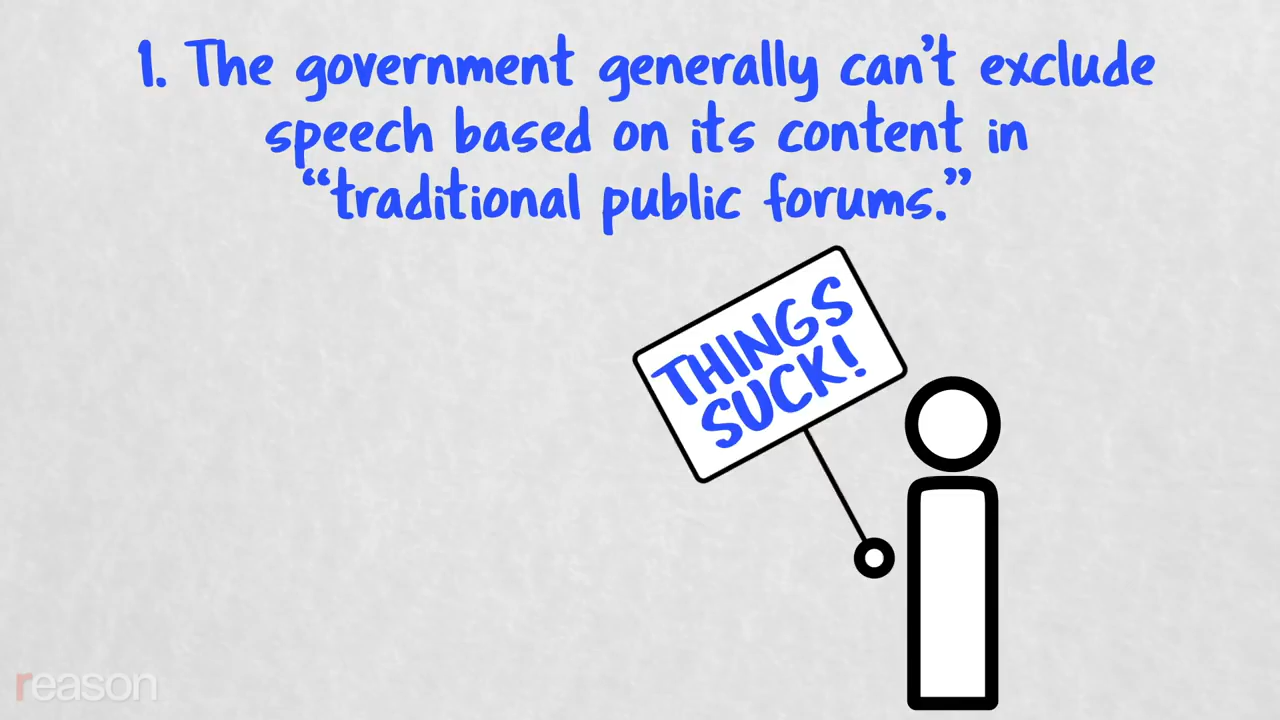 1. The government generally can't exclude
speech based on its content in
“traditional public forums.”
THINGS
SUCK!
reason